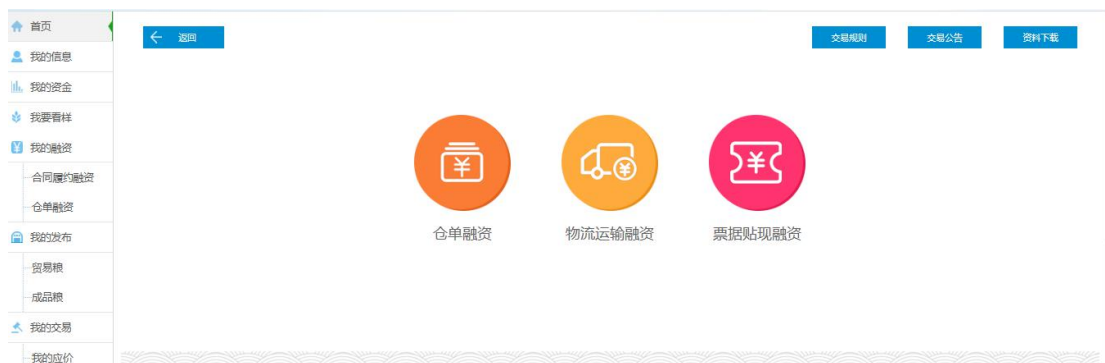 首页
我的信息
我的资金
我要看样
我的融资
合同履约融资
仓单融资
我的发布
贸易粮
成品粮
我的交易
我的应价
返回
交易规则
交易公告
资料下载
仓单融资
物流运输融资
票据贴现融资